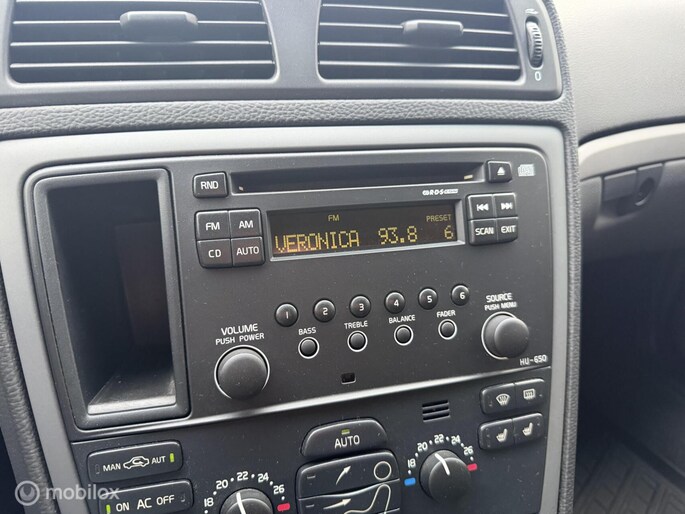 0
RND
RDS
FM AM
CD AUTO
FM PRESET
VERONICA 93.8 6
SCAN EXIT
1 2 3 4 5 6
BASS TREBLE BALANCE FADER
VOLUME
PUSH POWER
SOURCE
PUSH MENU
HU-650
MAN AUT
ON AC OFF
AUTO
18 20 22 24 26
18 20 22 24 26
mobilox